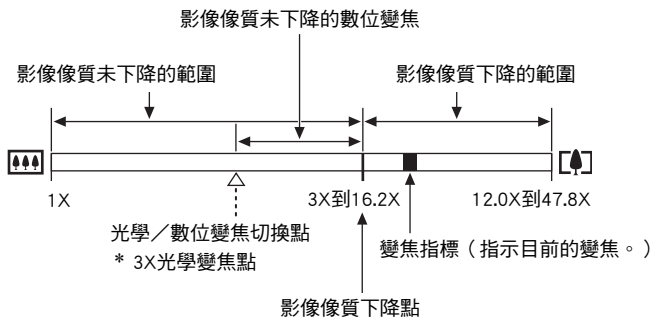 影像像質未下降的數位變焦
影像像質未下降的範圍
影像像質下降的範圍
1X
3X到16.2X
12.0X到47.8X
光學／數位變焦切換點
* 3X光學變焦點
變焦指標（指示目前的變焦。）
影像像質下降點